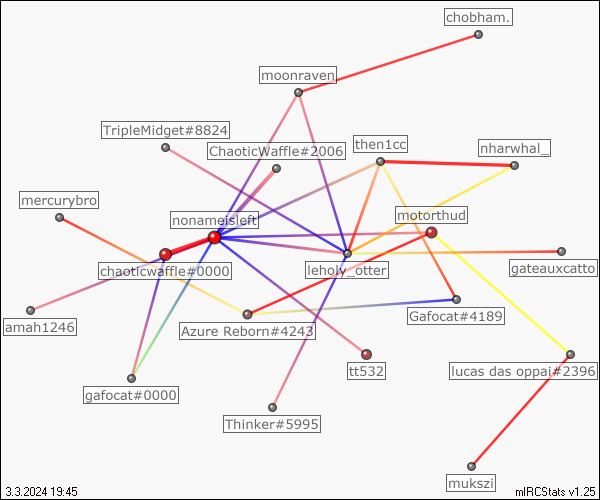 chobham.
moonraven
TripleMidget#8824
then1cc
ChaoticWaffle#2006
nharwhal_
mercurybro
nonameisleft
motorthud
chaoticwaffle#0000
leholy_otter
gateauxcatto
amah1246
Azure Reborn#4243
Gafocat#4189
tt532
lucas das oppai#2396
gafocat#0000
Thinker#5995
mukszi
3.3.2024 19:45
mIRCStats v1.25